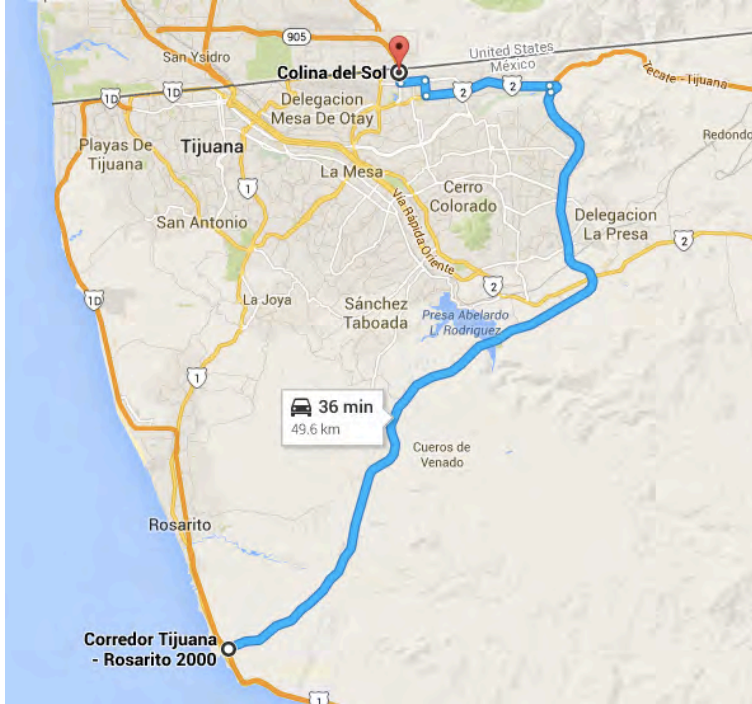 905
San Ysidro
United States
México
Colina del Sol
Tecate - Tijuana
1D
1D
2
2
Delegacion
Mesa De Otay
Playas De
Tijuana
Tijuana
Redondo
La Mesa
1
Cerro
Colorado
Vía Rápida Oriente
San Antonio
Delegacion
La Presa
2
2
1D
La Joya
Sánchez
Taboada
Presa Abelardo
L. Rodriguez
1
36 min
49.6 km
Cueros de
Venado
Rosarito
Corredor Tijuana
- Rosarito 2000
1